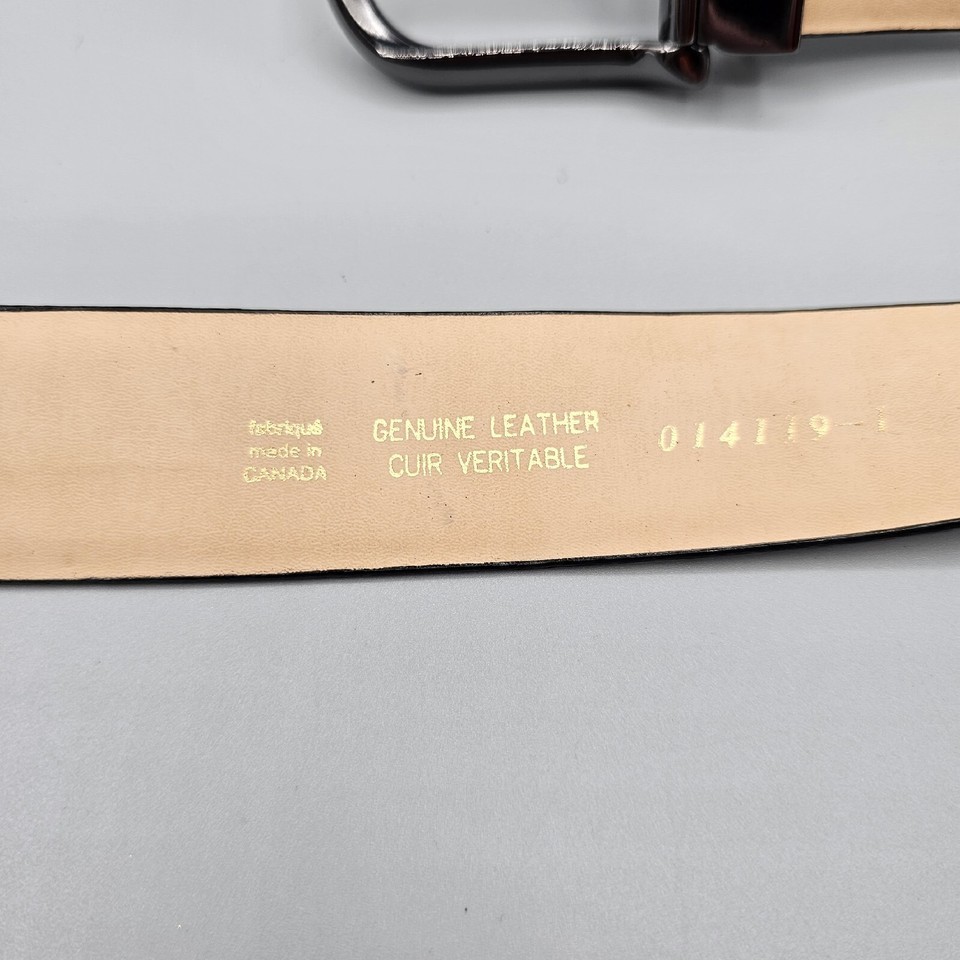 fabriqué
made in
CANADA
GENUINE LEATHER
CUIR VERITABLE
014119-1